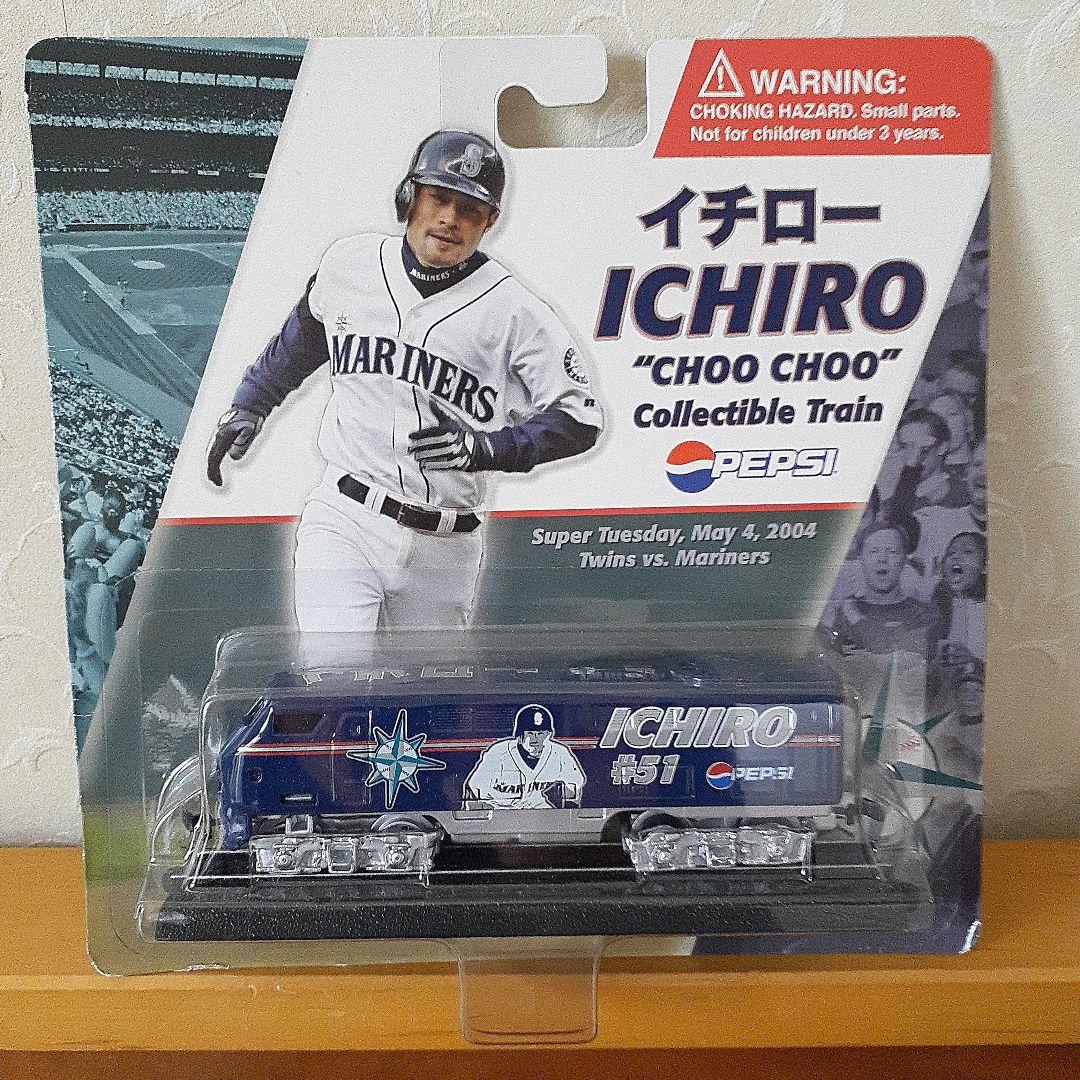 WARNING:
CHOKING HAZARD. Small parts.
Not for children under 3 years.
S
MARINERS
イチロー
ICHIRO
"CHOO CHOO"
Collectible Train
PEPSI
MARINERS
Super Tuesday, May 4, 2004
Twins vs. Mariners
ICHIRO
#51
PEPSI